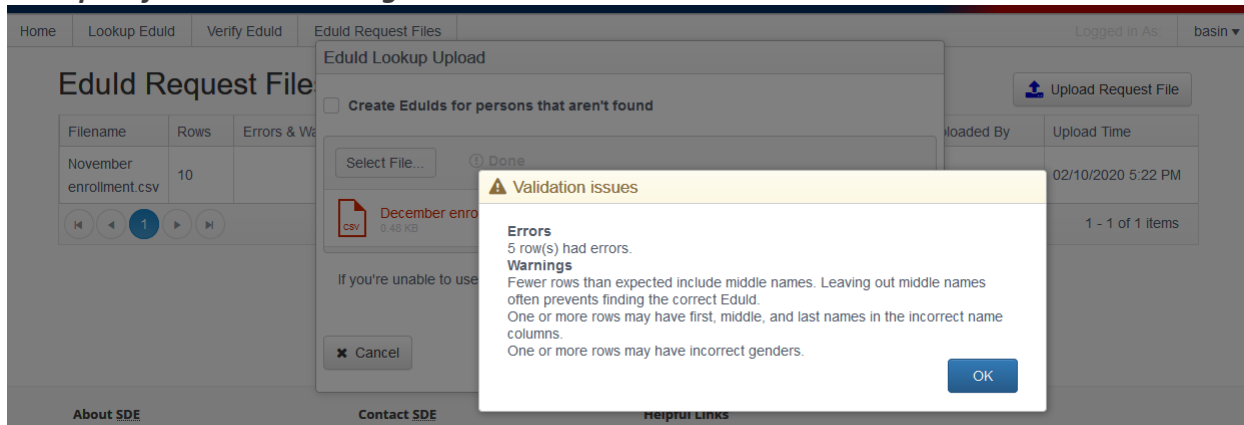 Home Lookup EduId Verify EduId EduId Request Files Logged In As: basin ▾
EduId Lookup Upload
EduId Request File
Create EduIds for persons that aren't found
Upload Request File
Filename Rows Errors & Wa Uploaded By Upload Time
November
enrollment.csv
10
02/10/2020 5:22 PM
Select File... Done
Validation issues
CSV
December enro
0.48 KB
1
1 - 1 of 1 items
Errors
5 row(s) had errors.
Warnings
Fewer rows than expected include middle names. Leaving out middle names
often prevents finding the correct EduId.
One or more rows may have first, middle, and last names in the incorrect name
columns.
One or more rows may have incorrect genders.
If you're unable to use
Cancel
OK
About SDE Contact SDE Helpful Links